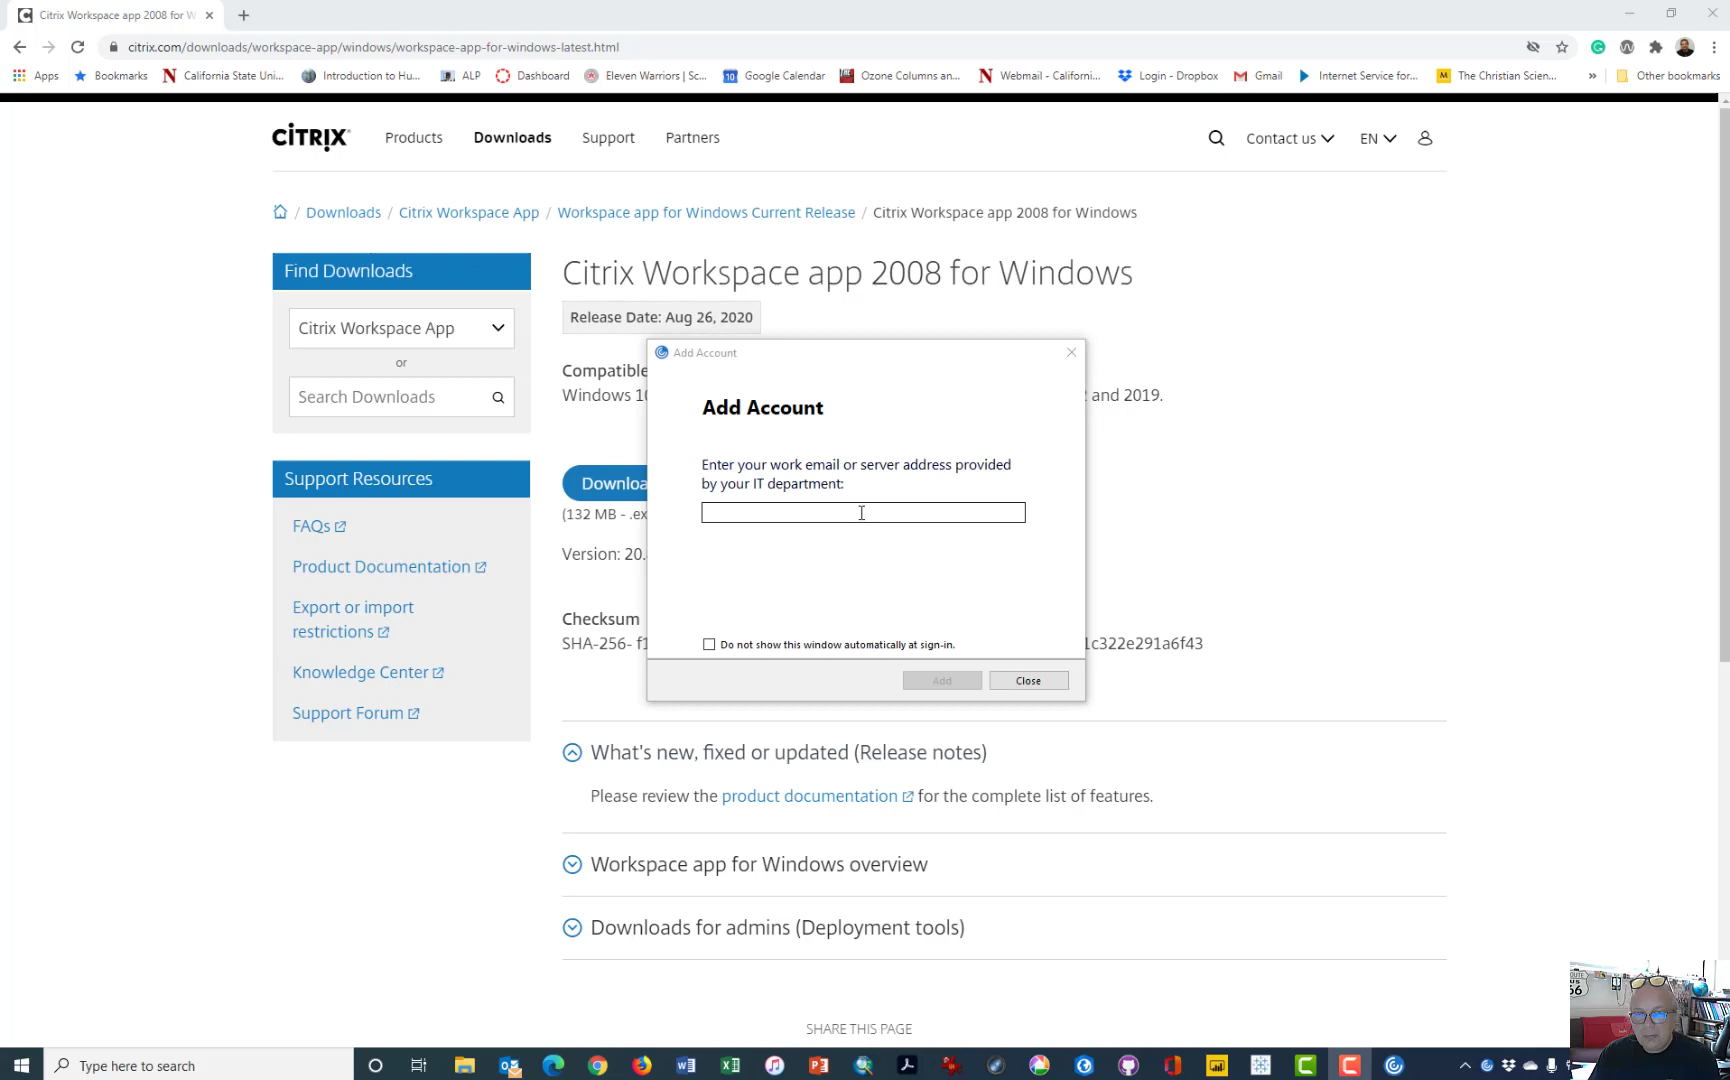 Citrix Workspace app 2008 for W
citrix.com/downloads/workspace-app/windows/workspace-app-for-windows-latest.html
Apps
Bookmarks
California State Uni...
Introduction to Hu...
ALP
Dashboard
Eleven Warriors | Sc...
Google Calendar
Ozone Columns an...
Webmail - Californi...
Login - Dropbox
Gmail
Internet Service for...
The Christian Scien...
»
Other bookmarks
CİTRİX
Products
Downloads
Support
Partners
Contact us
EN
/ Downloads / Citrix Workspace App / Workspace app for Windows Current Release / Citrix Workspace app 2008 for Windows
Find Downloads
Citrix Workspace App
or
Search Downloads
Support Resources
FAQs
Product Documentation
Export or import
restrictions
Knowledge Center
Support Forum
Citrix Workspace app 2008 for Windows
Release Date: Aug 26, 2020
Compatible
Windows 10
and 2019.
Downloa
(132 MB - .ex
Version: 20.
Checksum
SHA-256- f1
1c322e291a6f43
Add Account
Add Account
Enter your work email or server address provided
by your IT department:
Do not show this window automatically at sign-in.
Add
Close
What's new, fixed or updated (Release notes)
Please review the product documentation for the complete list of features.
Workspace app for Windows overview
Downloads for admins (Deployment tools)
SHARE THIS PAGE
ROUTE
US
66
Type here to search